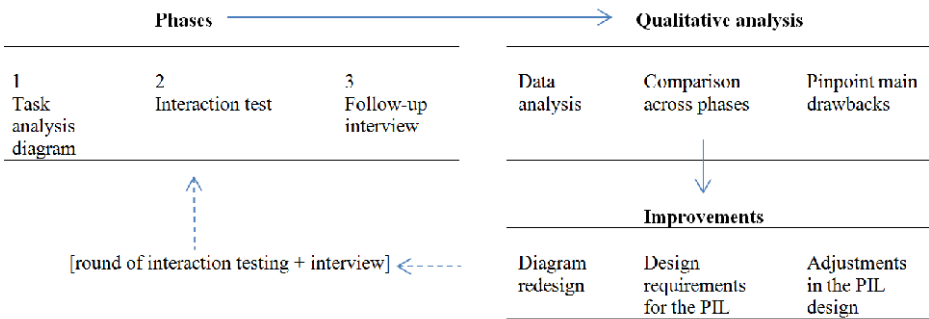 Phases
Qualitative analysis
1
Task
analysis
diagram
2
Interaction test
3
Follow-up
interview
Data
analysis
Comparison
across phases
Pinpoint main
drawbacks
Improvements
[round of interaction testing + interview]
Diagram
redesign
Design
requirements
for the PIL
Adjustments
in the PIL
design